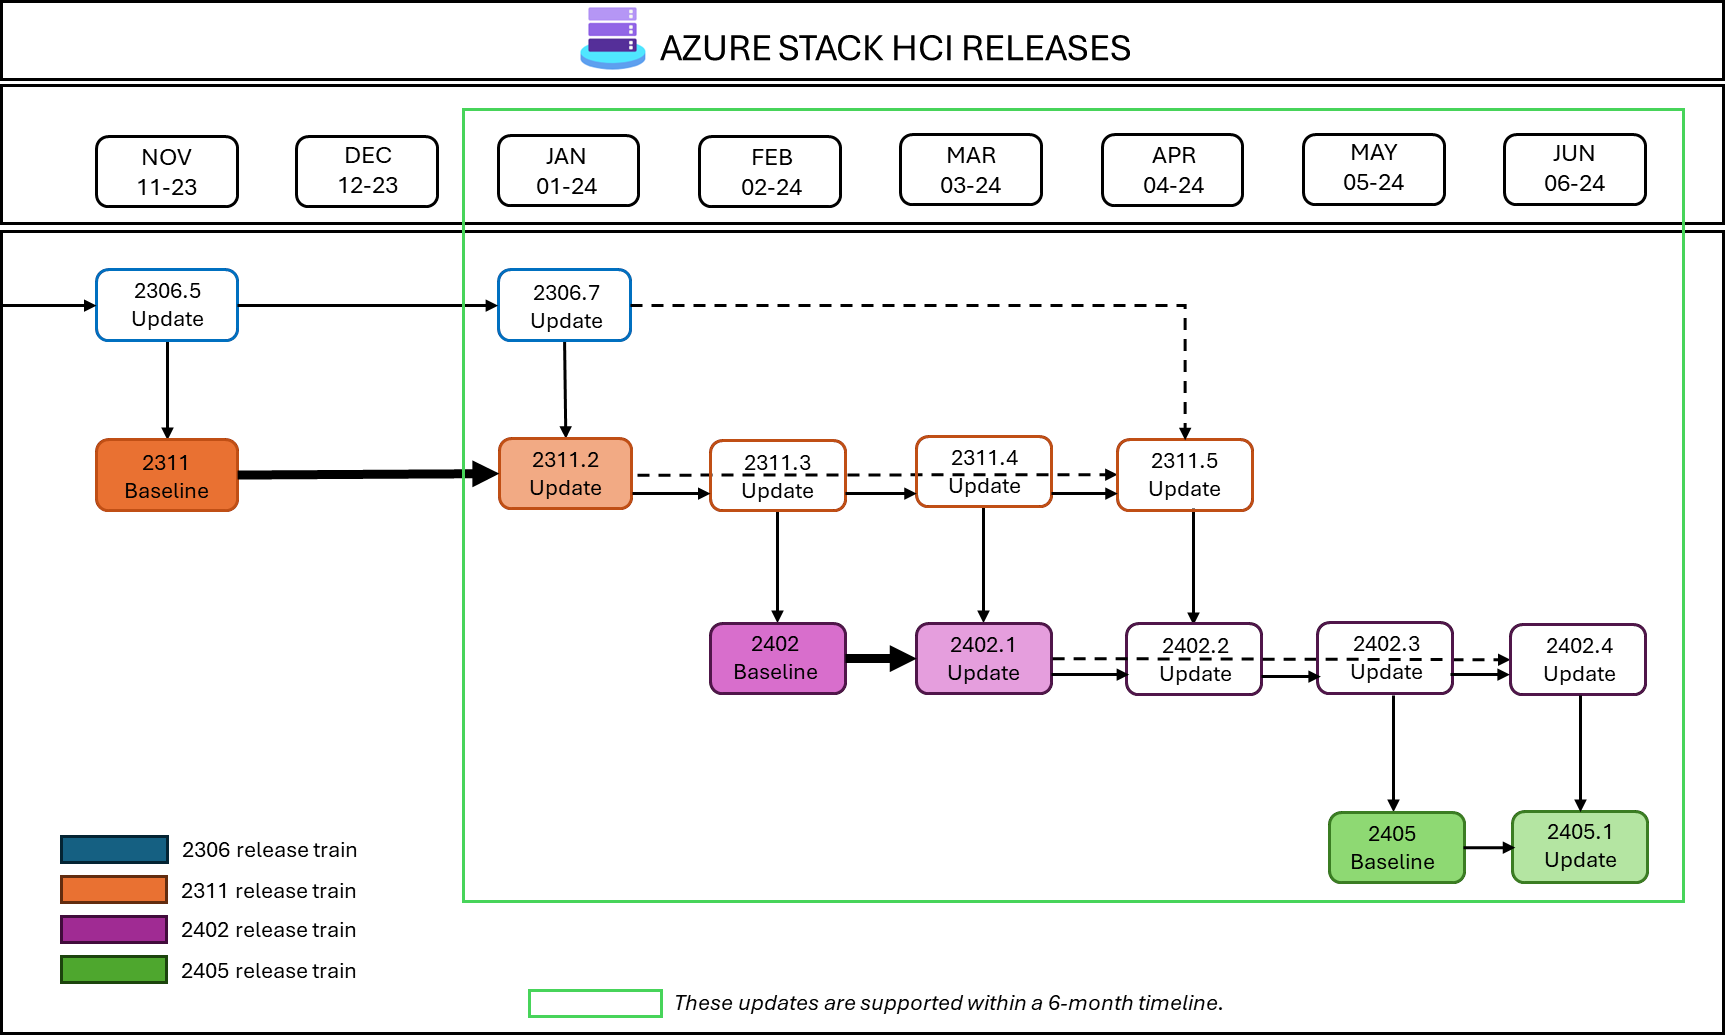 AZURE STACK HCI RELEASES
NOV
11-23
DEC
12-23
JAN
01-24
FEB
02-24
MAR
03-24
APR
04-24
MAY
05-24
JUN
06-24
2306.5
Update
2306.7
Update
2311
Baseline
2311.2
Update
2311.3
Update
2311.4
Update
2311.5
Update
2402
Baseline
2402.1
Update
2402.2
Update
2402.3
Update
2402.4
Update
2405
Baseline
2405.1
Update
2306 release train
2311 release train
2402 release train
2405 release train
These updates are supported within a 6-month timeline.